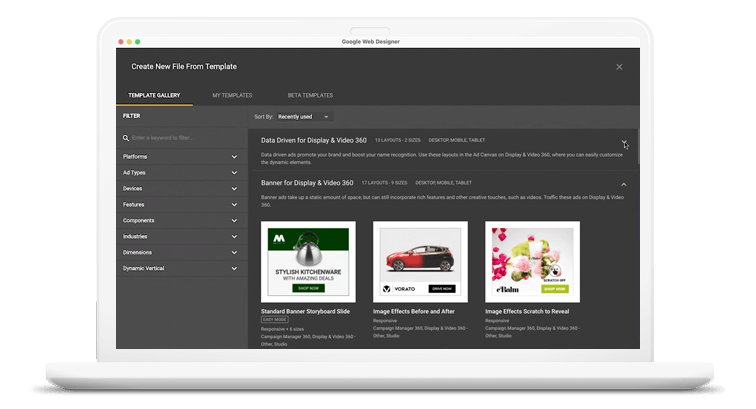 Google Web Designer
Create New File From Template
TEMPLATE GALLERY
MY TEMPLATES
BETA TEMPLATES
FILTER
Sort By: Recently used
Enter a keyword to filter...
Platforms
Ad Types
Devices
Features
Components
Industries
Dimensions
Dynamic Vertical
Data Driven for Display & Video 360 13 LAYOUTS - 2 SIZES DESKTOP, MOBILE, TABLET
Data driven ads promote your brand and boost your name recognition. Use these layouts in the Ad Canvas on Display & Video 360, where you can easily customize
the dynamic elements.
Banner for Display & Video 360 17 LAYOUTS - 9 SIZES DESKTOP, MOBILE, TABLET
Banner ads take up a static amount of space, but can still incorporate rich features and other creative touches, such as videos. Traffic these ads on Display & Video
360.
STYLISH KITCHENWARE
WITH AMAZING DEALS
SHOP NOW
Standard Banner Storyboard Slide
EASY MODE
Responsive + 6 sizes
Campaign Manager 360, Display & Video 360 -
Other, Studio
VORATO
DRIVE NOW
Image Effects Before and After
Responsive
Campaign Manager 360, Display & Video 360 -
Other, Studio
SCRATCH OFF
eBalm
SHOP NOW
Image Effects Scratch to Reveal
Responsive
Campaign Manager 360, Display & Video 360 -
Other, Studio